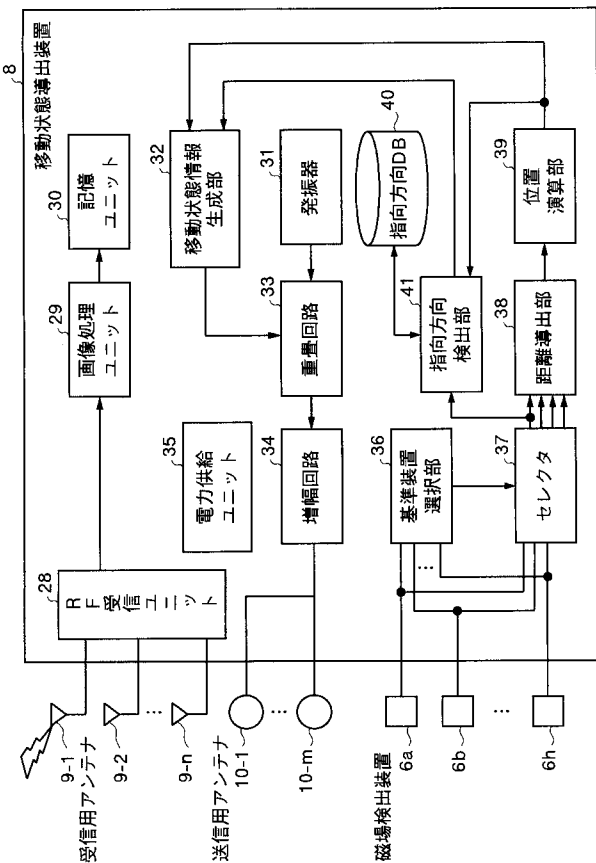 8
移動状態導出装置
受信用アンテナ
9-1
9-2
⋮
9-n
28
RF受信ユニット
29
画像処理
ユニット
30
記憶
ユニット
32
移動状態情報
生成部
31
発振器
33
重畳回路
34
増幅回路
35
電力供給
ユニット
送信用アンテナ
10-1
…
10-m
40
指向方向DB
41
指向方向
検出部
39
位置
演算部
38
距離導出部
36
基準装置
選択部
…
37
セレクタ
磁場検出装置
6a
6b
…
6h